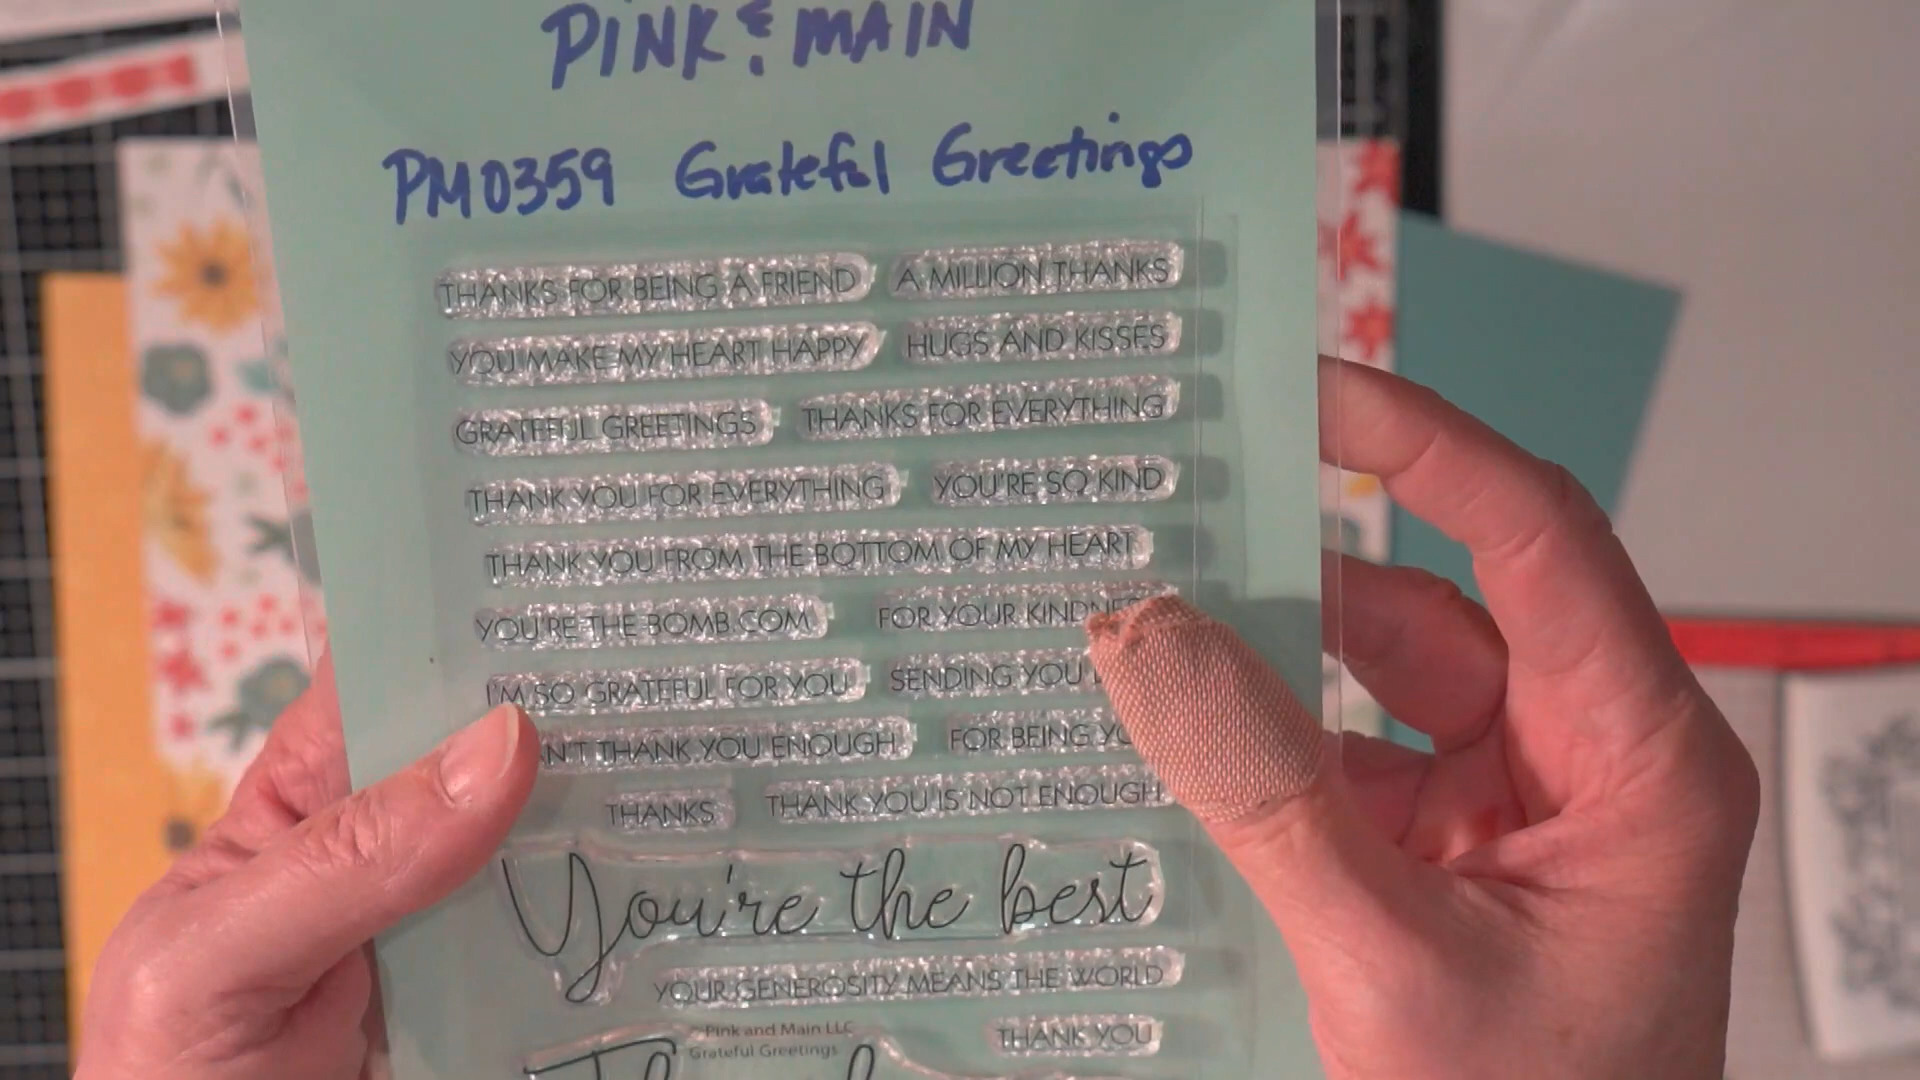 PINK & MAIN
PM0359 Grateful Greetings
THANKS FOR BEING A FRIEND A MILLION THANKS
YOU MAKE MY HEART HAPPY HUGS AND KISSES
GRATEFUL GREETINGS THANKS FOR EVERYTHING
THANK YOU FOR EVERYTHING YOU'RE SO KIND
THANK YOU FROM THE BOTTOM OF MY HEART
YOU'RE THE BOMB.COM FOR YOUR
I'M SO GRATEFUL FOR YOU SENDING YOU
THANK YOU ENOUGH FOR BEING
THANKS THANK YOU IS NOT ENOUGH
You're the best
YOUR GENEROSITY MEANS THE WORLD
Pink and Main LLC
Grateful Greetings
THANK YOU